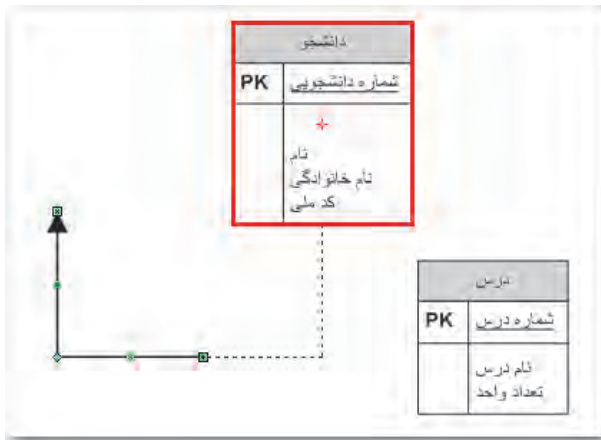 دانشجو
PK شماره دانشجویی
نام
نام خانوادگی
کد ملی
درس
PK شماره درس
نام درس
تعداد واحد